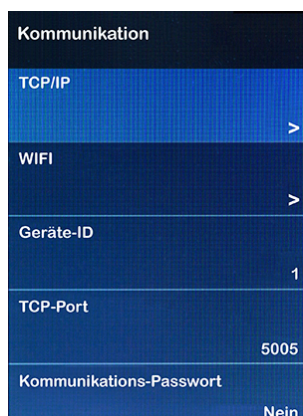 Kommunikation
TCP/IP
>
WIFI
>
Geräte-ID
1
TCP-Port
5005
Kommunikations-Passwort
Nein